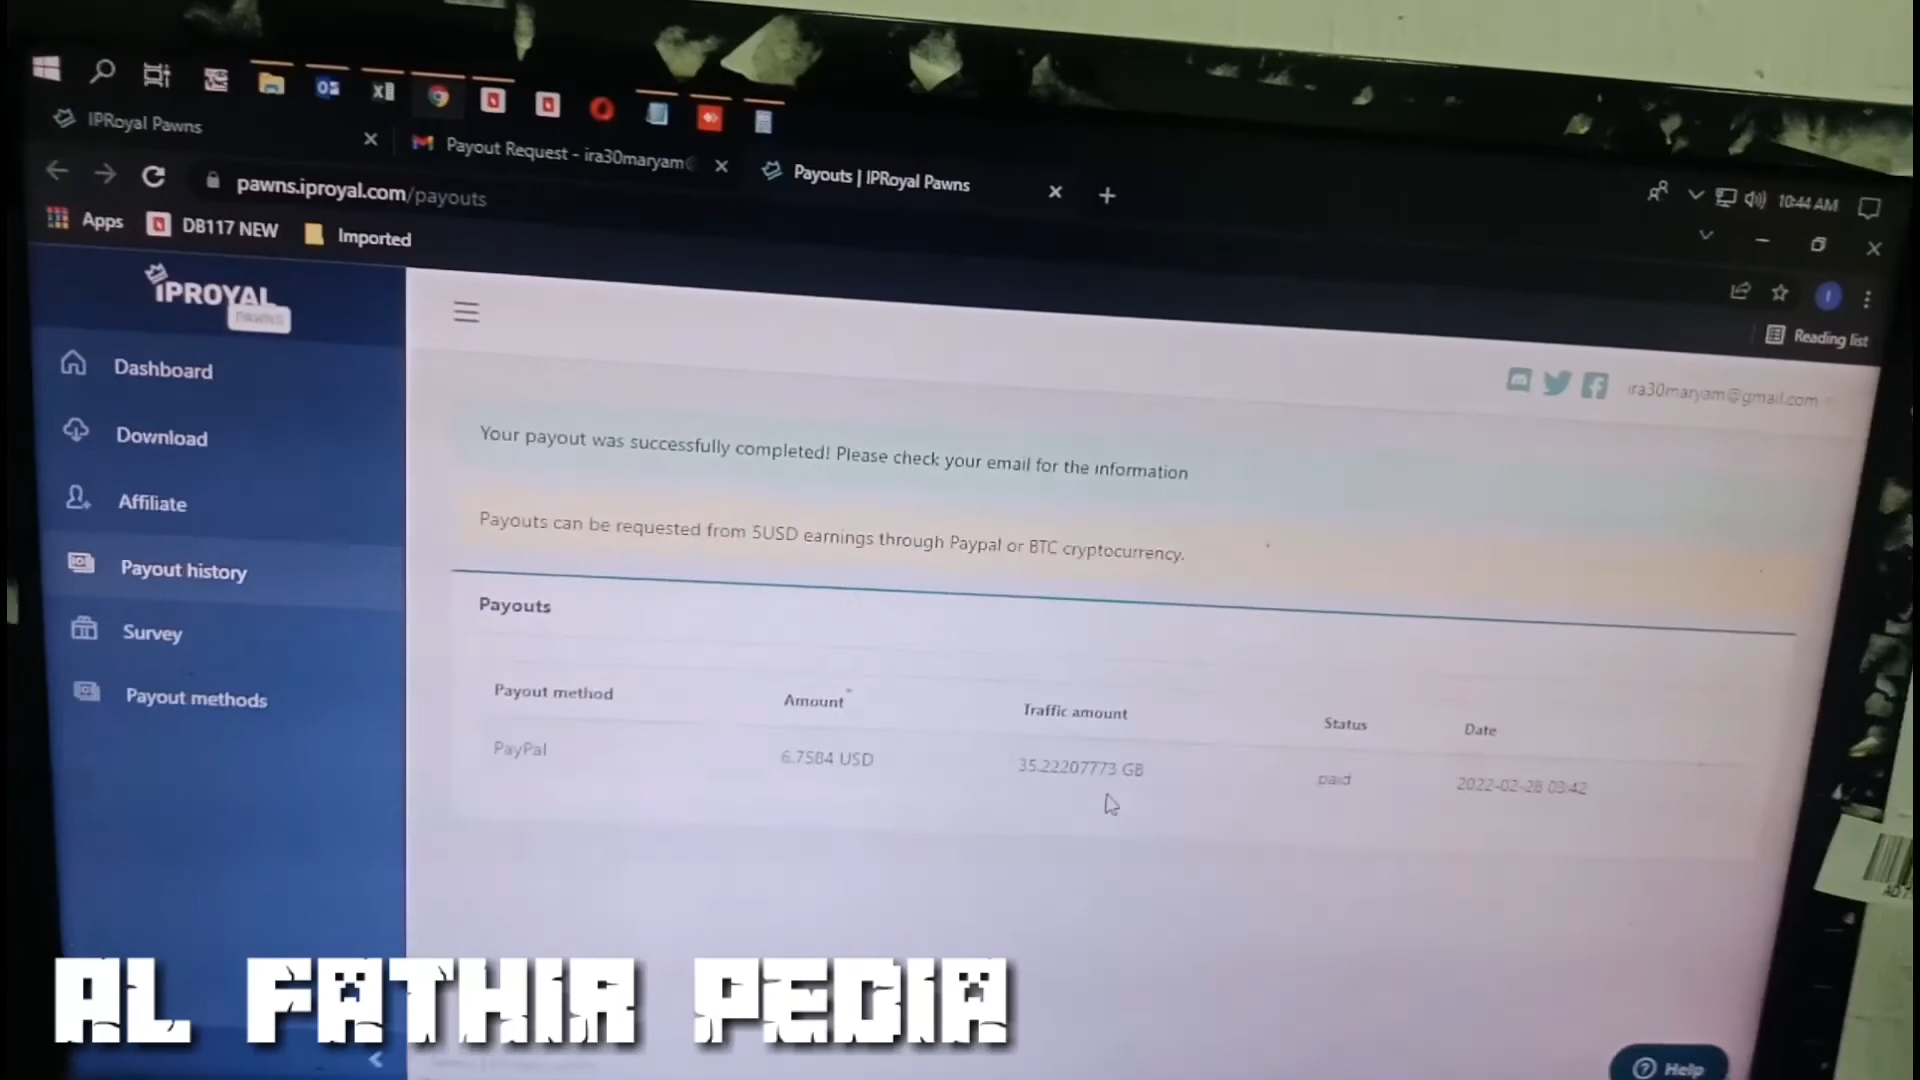 IPRoyal Pawns
Payout Request - ira30maryam@
Payouts | IPRoyal Pawns
10:44 AM
pawns.iproyal.com/payouts
Apps
DB117 NEW
Imported
Reading list
IPROYAL
PAWNS
ira30maryam@gmail.com
Dashboard
Download
Affiliate
Payout history
Survey
Payout methods
Your payout was successfully completed! Please check your email for the information
Payouts can be requested from 5USD earnings through Paypal or BTC cryptocurrency.
Payouts
Payout method Amount Traffic amount Status Date
PayPal 6.7584 USD 35.22207773 GB paid 2022-02-28 03:42
AL FATHIR PEDIA
Help